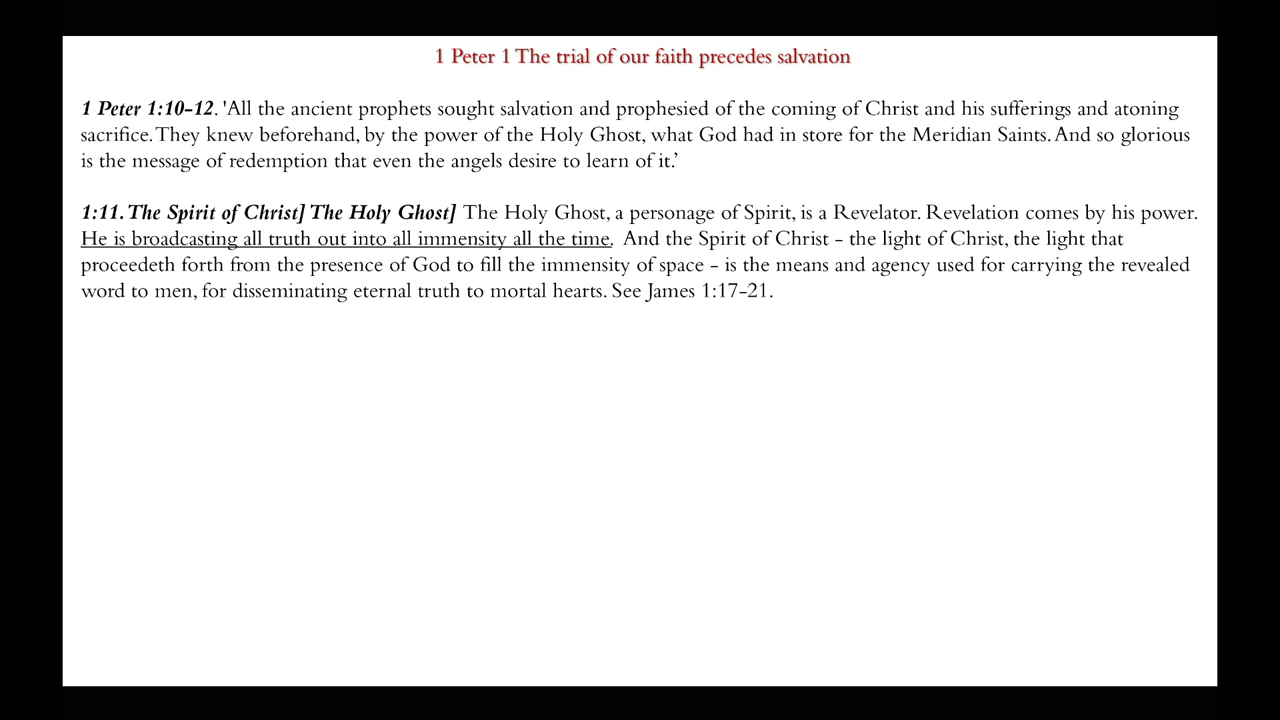 1 Peter 1 The trial of our faith precedes salvation
1 Peter 1:10-12. 'All the ancient prophets sought salvation and prophesied of the coming of Christ and his sufferings and atoning
sacrifice. They knew beforehand, by the power of the Holy Ghost, what God had in store for the Meridian Saints. And so glorious
is the message of redemption that even the angels desire to learn of it.’
1:11. The Spirit of Christ] The Holy Ghost] The Holy Ghost, a personage of Spirit, is a Revelator. Revelation comes by his power.
He is broadcasting all truth out into all immensity all the time. And the Spirit of Christ - the light of Christ, the light that
proceedeth forth from the presence of God to fill the immensity of space - is the means and agency used for carrying the revealed
word to men, for disseminating eternal truth to mortal hearts. See James 1:17-21.